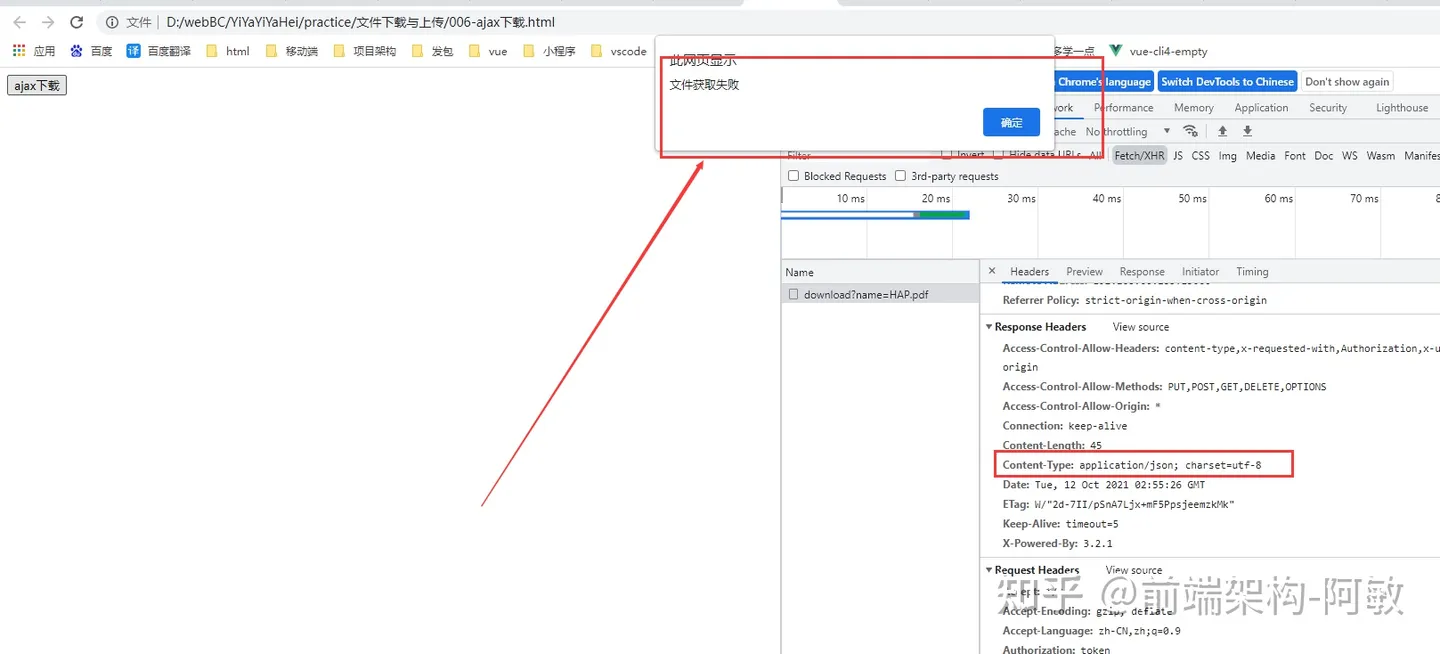 文件 D:/webBC/YiYaYiYaHei/practice/文件下载与上传/006-ajax下载.html
应用 百度 译 百度翻译 html 移动端 项目架构 发包 vue 小程序 vscode 多学一点 vue-cli4-empty
ajax下载
此网页显示
文件获取失败
确定
Chrome's language Switch DevTools to Chinese Don't show again
work Performance Memory Application Security Lighthouse
ache No throttling
Filter Invert Hide data URLs All Fetch/XHR JS CSS Img Media Font Doc WS Wasm Manifes
Blocked Requests 3rd-party requests
10 ms 20 ms 30 ms 40 ms 50 ms 60 ms 70 ms 8
Name
download?name=HAP.pdf
× Headers Preview Response Initiator Timing
Referrer Policy: strict-origin-when-cross-origin
Response Headers View source
Access-Control-Allow-Headers: content-type,x-requested-with,Authorization,x-u
origin
Access-Control-Allow-Methods: PUT,POST,GET,DELETE,OPTIONS
Access-Control-Allow-Origin: *
Connection: keep-alive
Content-Length: 45
Content-Type: application/json; charset=utf-8
Date: Tue, 12 Oct 2021 02:55:26 GMT
ETag: W/"2d-7II/pSnA7Ljx+mF5PpsjeemzkMk"
Keep-Alive: timeout=5
X-Powered-By: 3.2.1
Request Headers View source
Accept: */*
Accept-Encoding: gzip, deflate
Accept-Language: zh-CN,zh;q=0.9
Authorization: token
知乎 @前端架构-阿敏